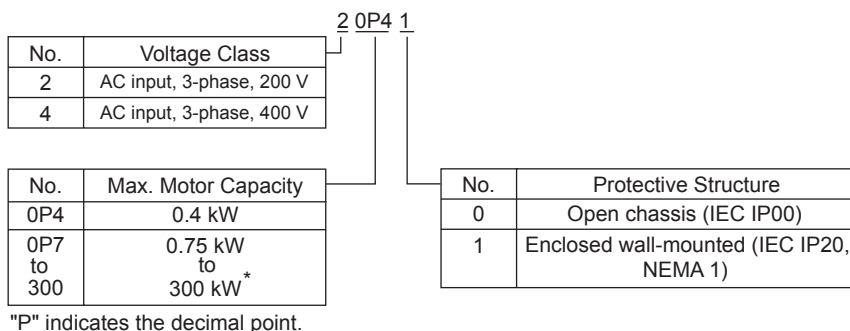 2 0P4 1
No. Voltage Class
2 AC input, 3-phase, 200 V
4 AC input, 3-phase, 400 V
No. Max. Motor Capacity
0P4 0.4 kW
0P7 0.75 kW
to to
300 300 kW*
"P" indicates the decimal point.
No. Protective Structure
0 Open chassis (IEC IP00)
1 Enclosed wall-mounted (IEC IP20,
NEMA 1)